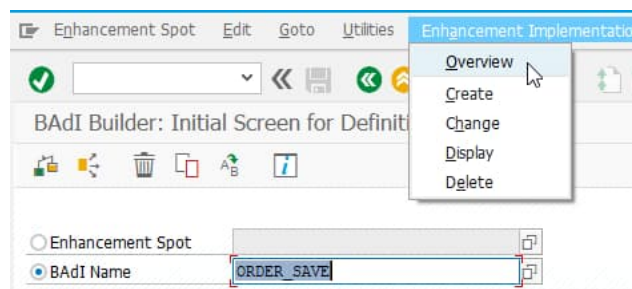 Enhancement Spot Edit Goto Utilities Enhancement Implementatio
Overview
Create
Change
Display
Delete
BAdI Builder: Initial Screen for Definiti
Enhancement Spot
BAdI Name ORDER_SAVE